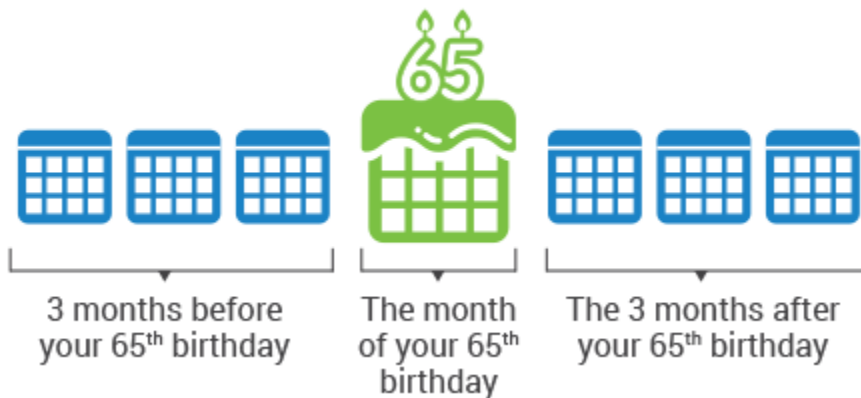 65
3 months before
your 65th birthday
The month
of your 65th
birthday
The 3 months after
your 65th birthday